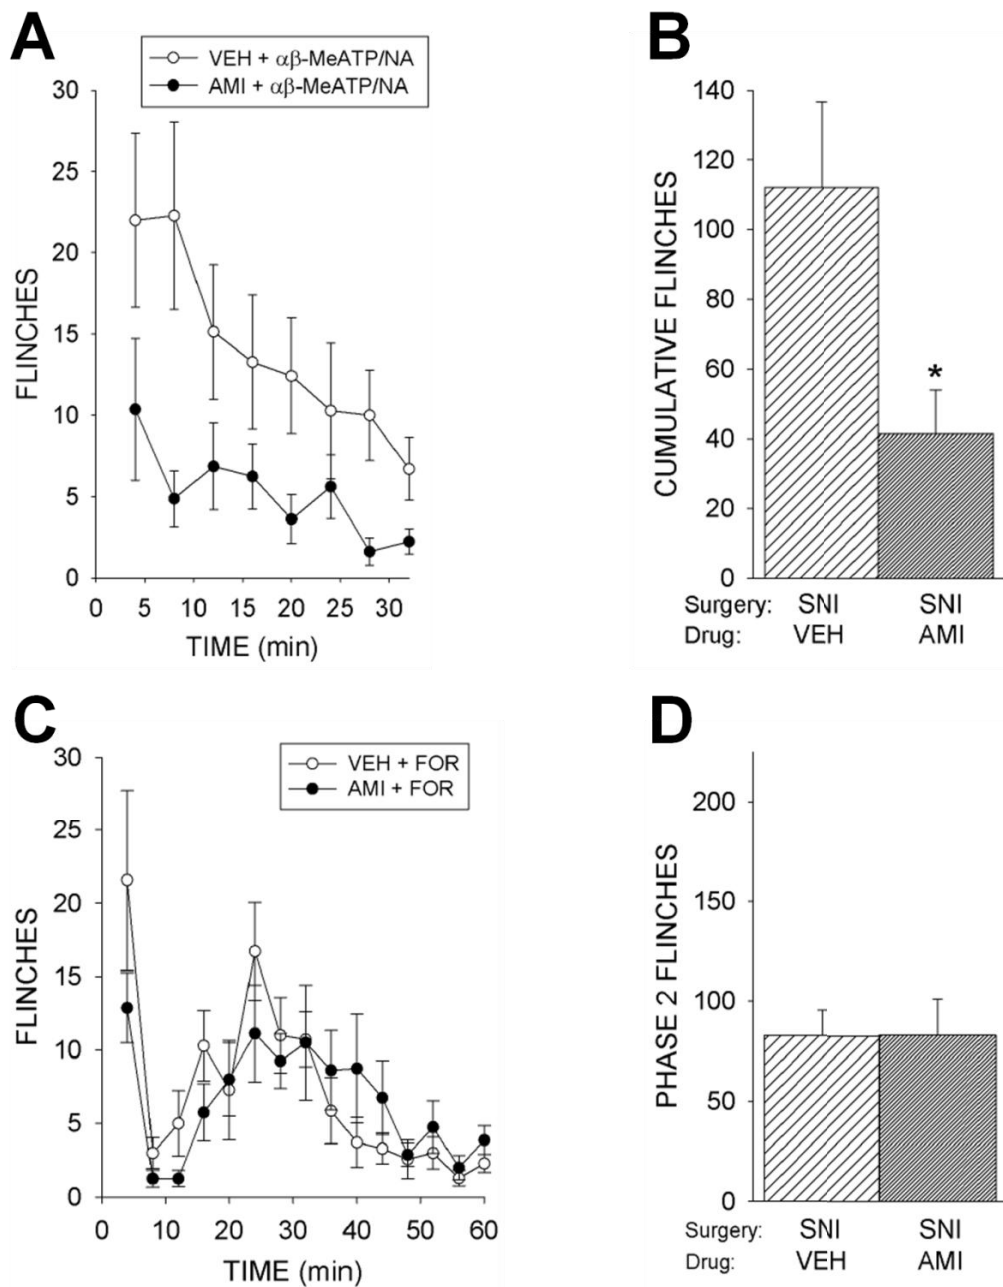 A
VEH + αβ-MeATP/NA
AMI + αβ-MeATP/NA
30
25
20
15
10
5
0
FLINCHES
0 5 10 15 20 25 30
TIME (min)
B
140
120
100
80
60
40
20
0
CUMULATIVE FLINCHES
*
Surgery: SNI SNI
Drug: VEH AMI
C
VEH + FOR
AMI + FOR
30
25
20
15
10
5
0
FLINCHES
0 10 20 30 40 50 60
TIME (min)
D
200
150
100
50
0
PHASE 2 FLINCHES
Surgery: SNI SNI
Drug: VEH AMI